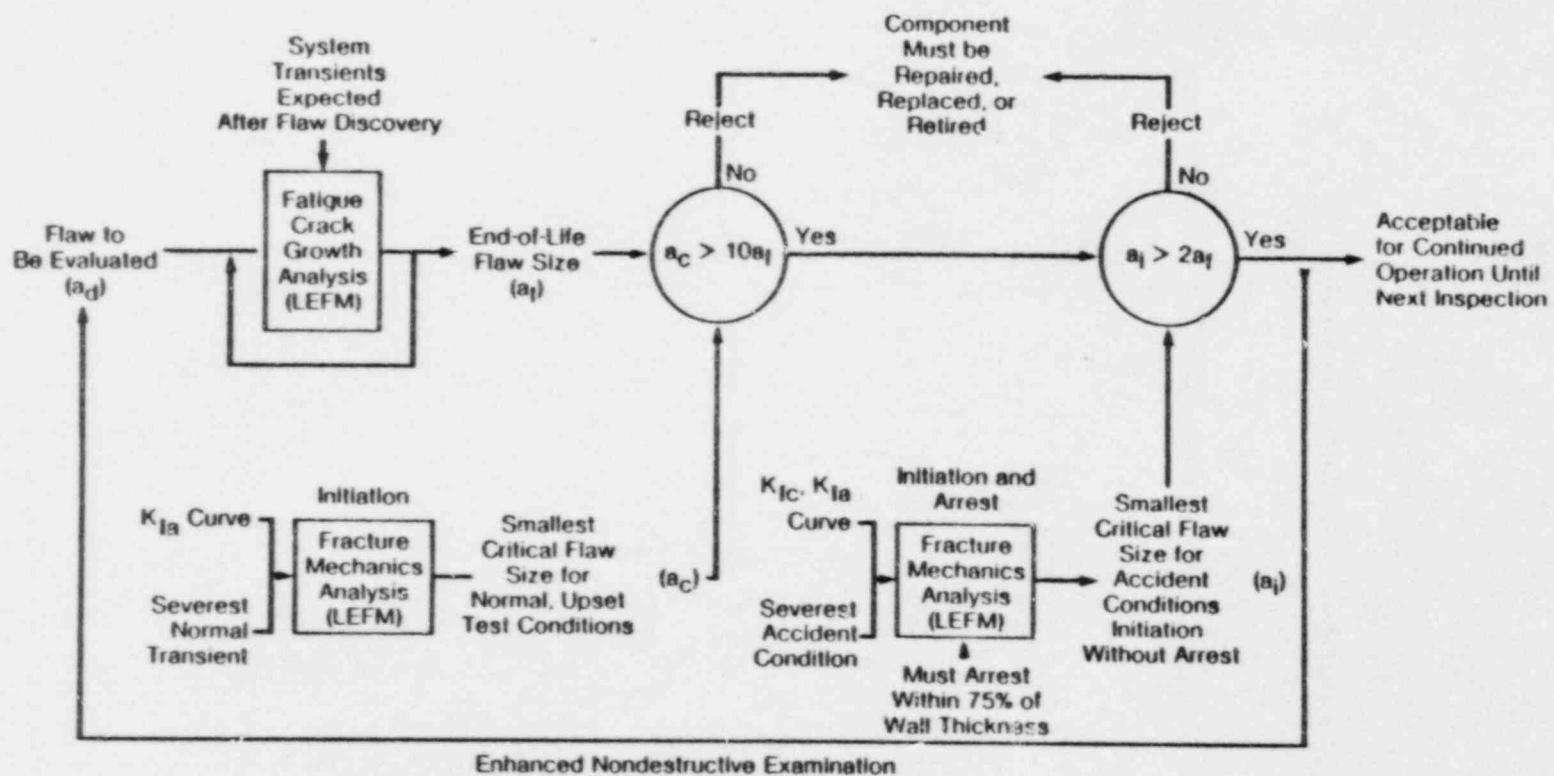 System
Transients
Expected
After Flaw Discovery
Fatigue
Crack
Growth
Analysis
(LEFM)
Flaw to
Be Evaluated
(a_d)
End-of-Life
Flaw Size
(a_f)
a_c > 10a_f
No
Yes
Reject
Component
Must be
Repaired,
Replaced, or
Retired
Reject
No
a_i > 2a_f
Yes
Acceptable
for Continued
Operation Until
Next Inspection
K_Ia Curve
Severest
Normal
Transient
Initiation
Fracture
Mechanics
Analysis
(LEFM)
Smallest
Critical Flaw
Size for
Normal, Upset
Test Conditions
(a_c)
K_Ic, K_Ia
Curve
Severest
Accident
Condition
Initiation and
Arrest
Fracture
Mechanics
Analysis
(LEFM)
Must Arrest
Within 75% of
Wall Thickness
Smallest
Critical Flaw
Size for
Accident
Conditions
Initiation
Without Arrest
(a_i)
Enhanced Nondestructive Examination